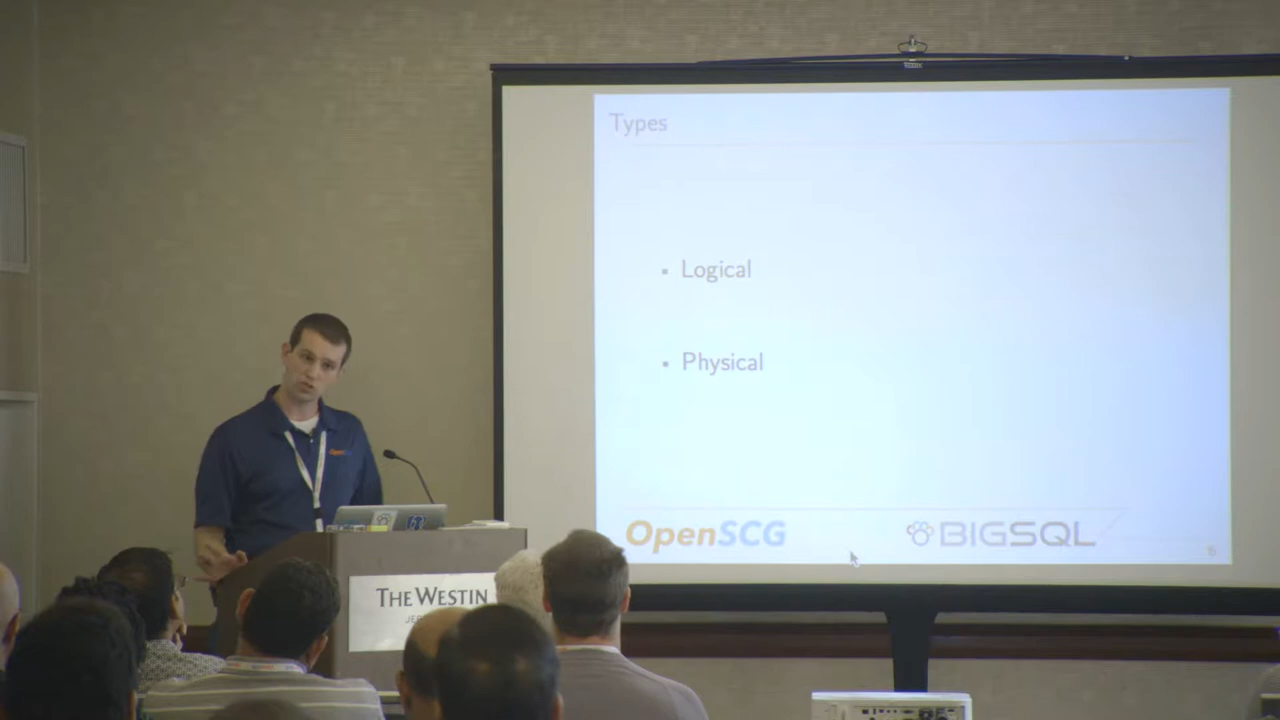 Types
▪ Logical
▪ Physical
OpenSCG
BIGSQL
THE WESTIN